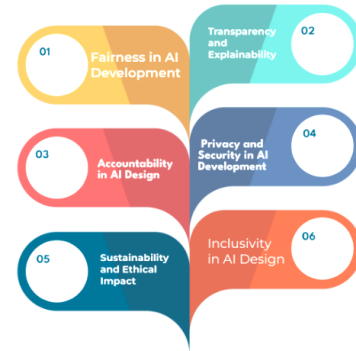 01
Fairness in AI
Development
02
Transparency
and
Explainability
03
Accountability
in AI Design
04
Privacy and
Security in AI
Development
05
Sustainability
and Ethical
Impact
06
Inclusivity
in AI Design